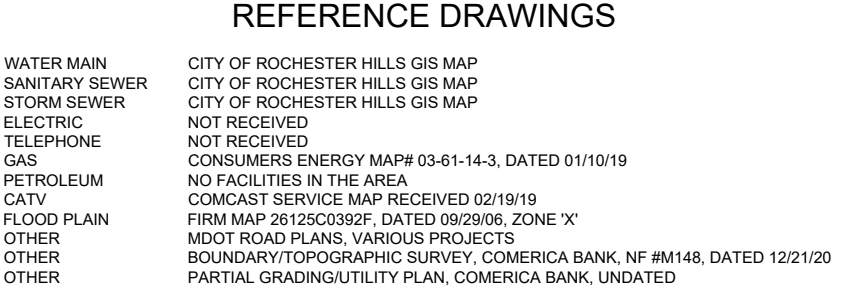 REFERENCE DRAWINGS
WATER MAIN CITY OF ROCHESTER HILLS GIS MAP
SANITARY SEWER CITY OF ROCHESTER HILLS GIS MAP
STORM SEWER CITY OF ROCHESTER HILLS GIS MAP
ELECTRIC NOT RECEIVED
TELEPHONE NOT RECEIVED
GAS CONSUMERS ENERGY MAP# 03-61-14-3, DATED 01/10/19
PETROLEUM NO FACILITIES IN THE AREA
CATV COMCAST SERVICE MAP RECEIVED 02/19/19
FLOOD PLAIN FIRM MAP 26125C0392F, DATED 09/29/06, ZONE 'X'
OTHER MDOT ROAD PLANS, VARIOUS PROJECTS
OTHER BOUNDARY/TOPOGRAPHIC SURVEY, COMERICA BANK, NF #M148, DATED 12/21/20
OTHER PARTIAL GRADING/UTILITY PLAN, COMERICA BANK, UNDATED